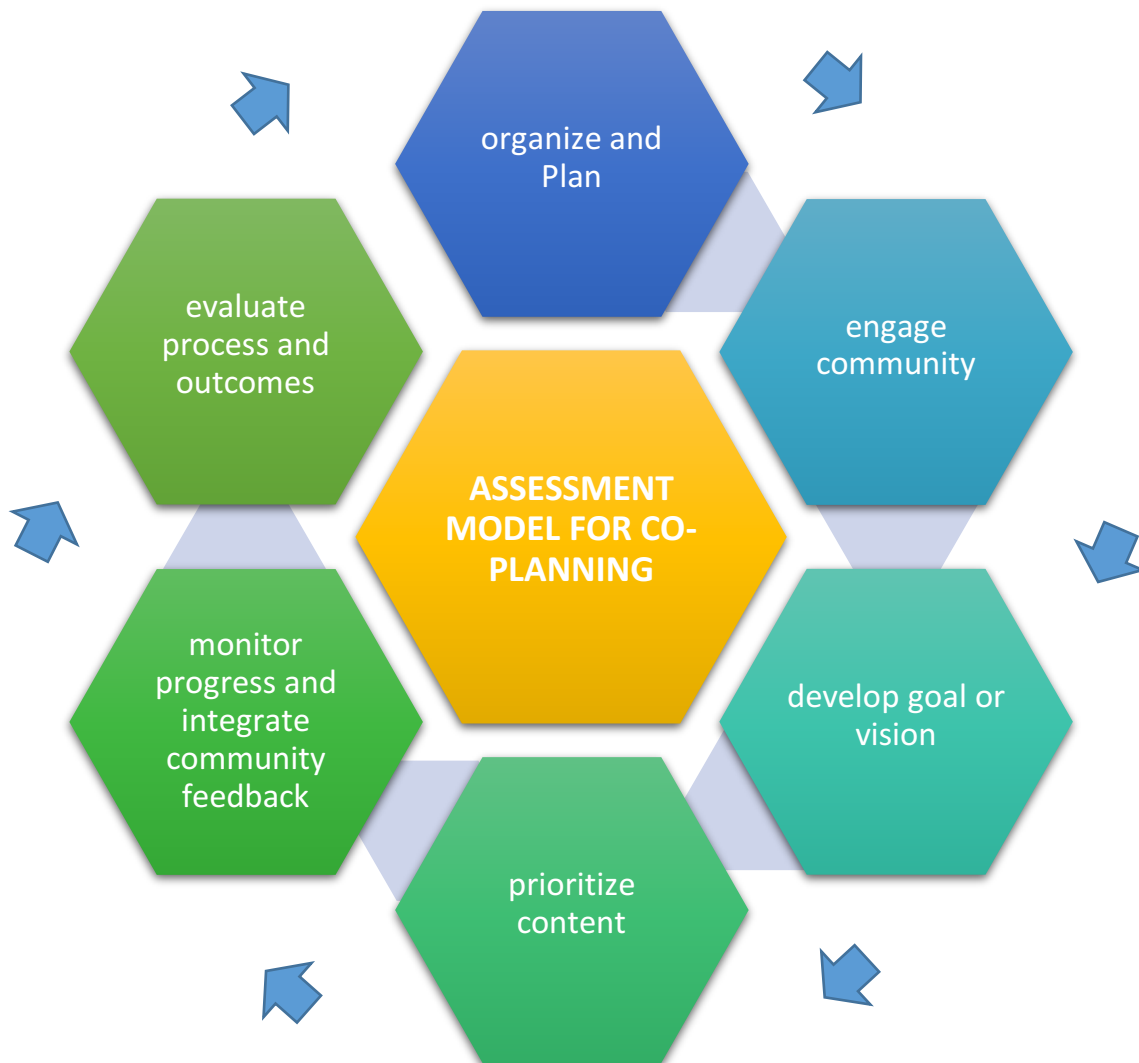 organize and
Plan
engage
community
develop goal or
vision
prioritize
content
monitor
progress and
integrate
community
feedback
evaluate
process and
outcomes
ASSESSMENT
MODEL FOR CO-
PLANNING